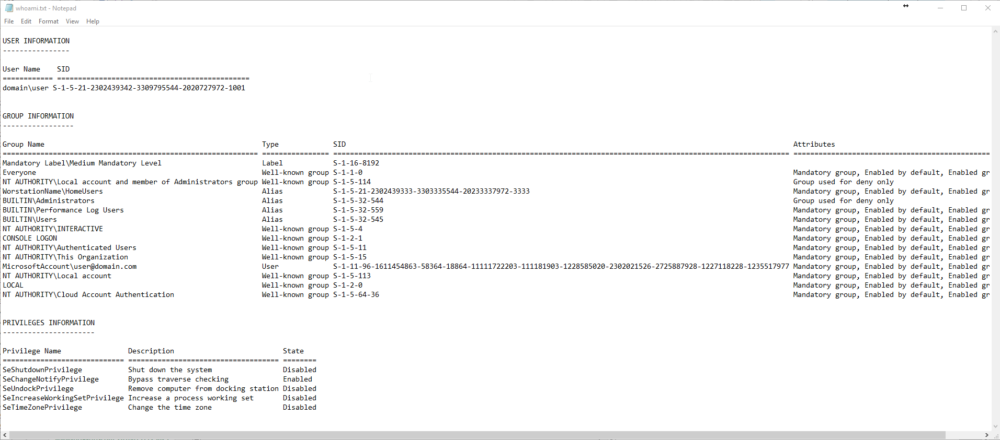 whoami.txt - Notepad
File Edit Format View Help
USER INFORMATION
----------------
User Name    SID
============ ==============================================
domain\user S-1-5-21-2302439342-3309795544-2020727972-1001
GROUP INFORMATION
-----------------
Group Name Type SID Attributes
============================================================= ================ ============================================================================================================= ===============================================
Mandatory Label\Medium Mandatory Level Label S-1-16-8192
Everyone Well-known group S-1-1-0 Mandatory group, Enabled by default, Enabled gr
NT AUTHORITY\Local account and member of Administrators group Well-known group S-1-5-114 Group used for deny only
WorstationName\HomeUsers Alias S-1-5-21-2302439333-3303335544-20233337972-3333 Mandatory group, Enabled by default, Enabled gr
BUILTIN\Administrators Alias S-1-5-32-544 Group used for deny only
BUILTIN\Performance Log Users Alias S-1-5-32-559 Mandatory group, Enabled by default, Enabled gr
BUILTIN\Users Alias S-1-5-32-545 Mandatory group, Enabled by default, Enabled gr
NT AUTHORITY\INTERACTIVE Well-known group S-1-5-4 Mandatory group, Enabled by default, Enabled gr
CONSOLE LOGON Well-known group S-1-2-1 Mandatory group, Enabled by default, Enabled gr
NT AUTHORITY\Authenticated Users Well-known group S-1-5-11 Mandatory group, Enabled by default, Enabled gr
NT AUTHORITY\This Organization Well-known group S-1-5-15 Mandatory group, Enabled by default, Enabled gr
MicrosoftAccount\user@domain.com User S-1-11-96-1611454863-58364-18864-11111722203-111181903-1228585020-2302021526-2725887928-1227118228-1235517977 Mandatory group, Enabled by default, Enabled gr
NT AUTHORITY\Local account Well-known group S-1-5-113 Mandatory group, Enabled by default, Enabled gr
LOCAL Well-known group S-1-2-0 Mandatory group, Enabled by default, Enabled gr
NT AUTHORITY\Cloud Account Authentication Well-known group S-1-5-64-36 Mandatory group, Enabled by default, Enabled gr
PRIVILEGES INFORMATION
----------------------
Privilege Name Description State
============================= ==================================== ========
SeShutdownPrivilege Shut down the system Disabled
SeChangeNotifyPrivilege Bypass traverse checking Enabled
SeUndockPrivilege Remove computer from docking station Disabled
SeIncreaseWorkingSetPrivilege Increase a process working set Disabled
SeTimeZonePrivilege Change the time zone Disabled